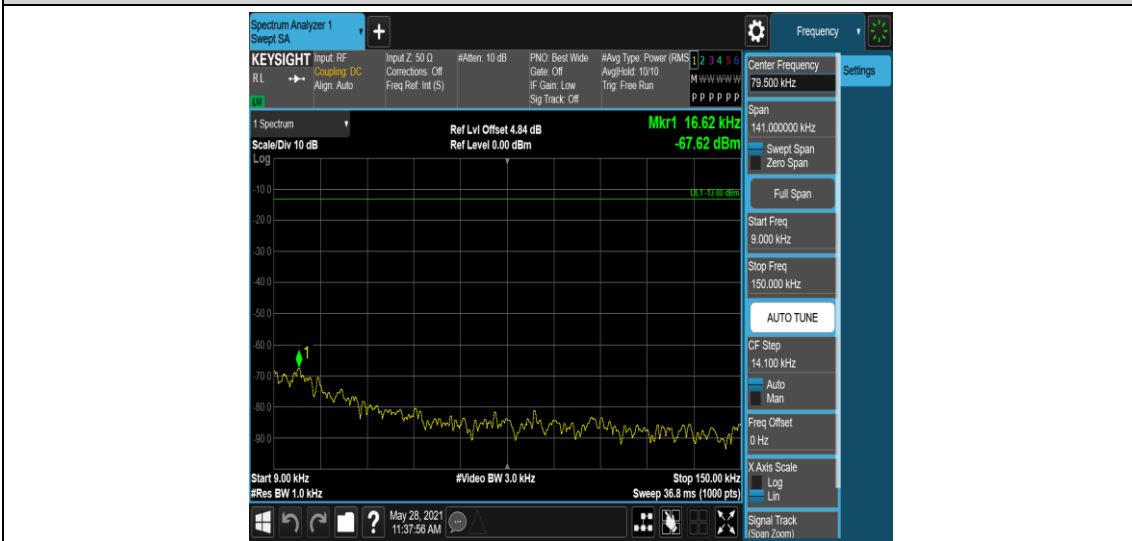 Spectrum Analyzer 1
Swept SA
+
Frequency
KEYSIGHT
RL
LXI
Input: RF
Coupling: DC
Align: Auto
Input Z: 50 Ω
Corrections: Off
Freq Ref: Int (S)
#Atten: 10 dB
PNO: Best Wide
Gate: Off
IF Gain: Low
Sig Track: Off
#Avg Type: Power (RMS
Avg|Hold: 10/10
Trig: Free Run
1 2 3 4 5 6
M W W W W W
P P P P P P
Center Frequency
79.500 kHz
Settings
Span
141.000000 kHz
Swept Span
Zero Span
Full Span
Start Freq
9.000 kHz
Stop Freq
150.000 kHz
AUTO TUNE
CF Step
14.100 kHz
Auto
Man
Freq Offset
0 Hz
X Axis Scale
Log
Lin
Signal Track
(Span Zoom)
1 Spectrum
Scale/Div 10 dB
Ref Lvl Offset 4.84 dB
Ref Level 0.00 dBm
Mkr1 16.62 kHz
-67.62 dBm
Log
DL1 -13.00 dBm
-10.0
-20.0
-30.0
-40.0
-50.0
-60.0
1
-70.0
-80.0
-90.0
Start 9.00 kHz
#Video BW 3.0 kHz
Stop 150.00 kHz
#Res BW 1.0 kHz
Sweep 36.8 ms (1000 pts)
?
May 28, 2021
11:37:56 AM